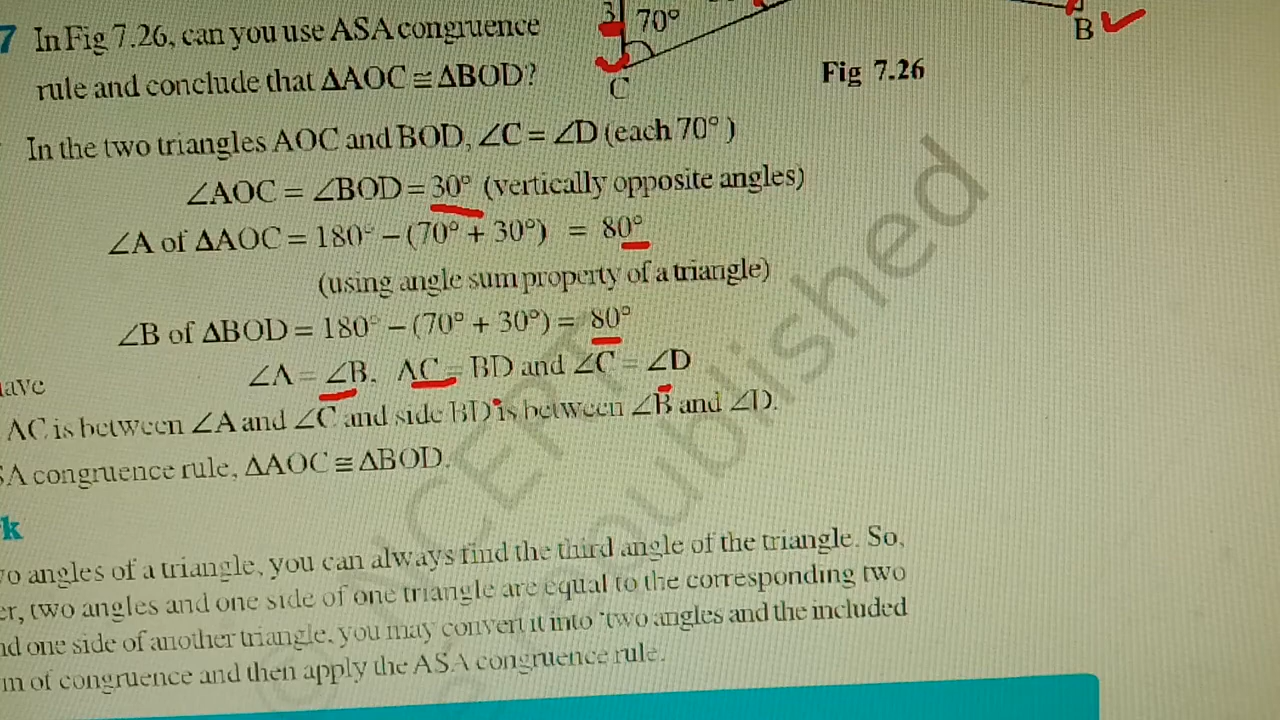 7 In Fig 7.26, can you use ASA congruence
rule and conclude that ΔAOC ≅ ΔBOD?
3
70°
C
B
Fig 7.26
In the two triangles AOC and BOD, ∠C = ∠D (each 70° )
∠AOC = ∠BOD = 30° (vertically opposite angles)
∠A of ΔAOC = 180° – (70° + 30°) = 80°
(using angle sum property of a triangle)
∠B of ΔBOD = 180° – (70° + 30°) = 80°
∠A = ∠B, AC = BD and ∠C = ∠D
AC is between ∠A and ∠C and side BD is between ∠B and ∠D.
congruence rule, ΔAOC ≅ ΔBOD.
k
angles of a triangle, you can always find the third angle of the triangle. So,
two angles and one side of one triangle are equal to the corresponding two
one side of another triangle, you may convert it into 'two angles and the included
of congruence and then apply the ASA congruence rule.
NCERT
published